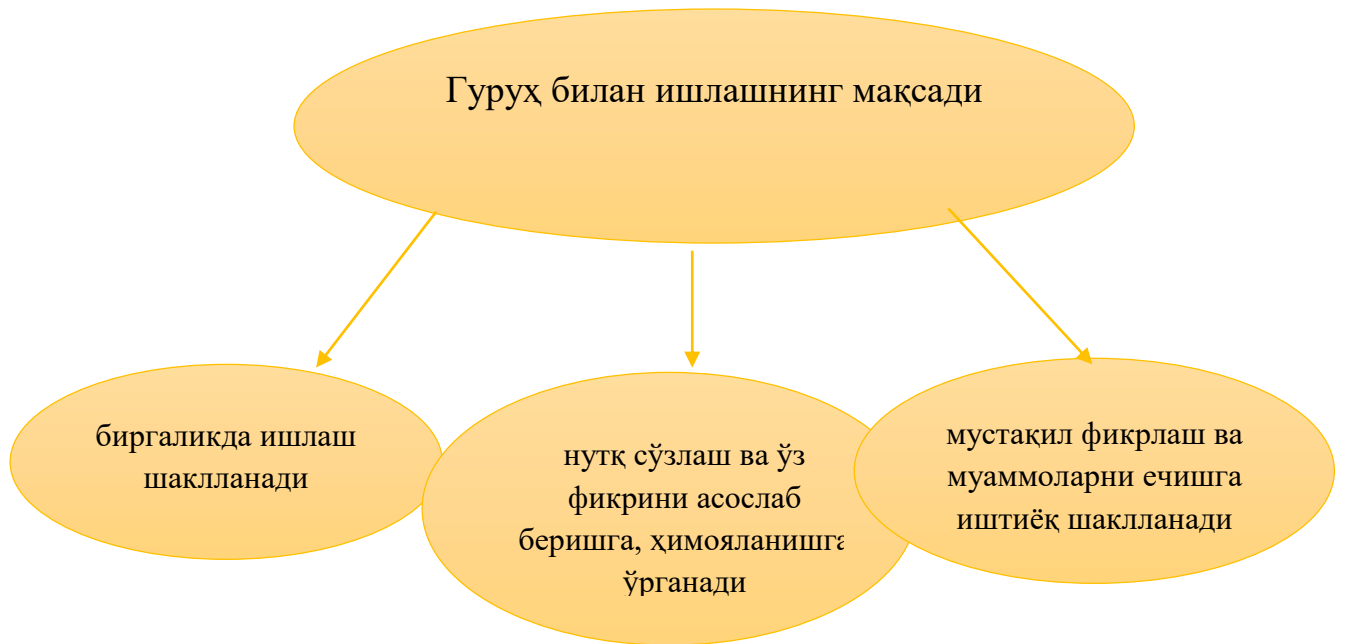 Гуруҳ билан ишлашнинг мақсади
биргаликда ишлаш
шаклланади
нутқ сўзлаш ва ўз
фикрини асослаб
беришга, ҳимояланишга
ўрганади
мустақил фикрлаш ва
муаммоларни ечишга
иштиёқ шаклланади